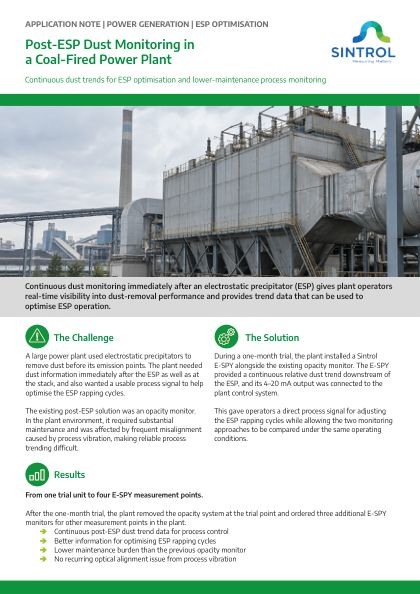 APPLICATION NOTE | POWER GENERATION | ESP OPTIMISATION
Post-ESP Dust Monitoring in
a Coal-Fired Power Plant
SINTROL
Measuring Matters
Continuous dust trends for ESP optimisation and lower-maintenance process monitoring
Continuous dust monitoring immediately after an electrostatic precipitator (ESP) gives plant operators
real-time visibility into dust-removal performance and provides trend data that can be used to
optimise ESP operation.
The Challenge
A large power plant used electrostatic precipitators to
remove dust before its emission points. The plant needed
dust information immediately after the ESP as well as at
the stack, and also wanted a usable process signal to help
optimise the ESP rapping cycles.
The existing post-ESP solution was an opacity monitor.
In the plant environment, it required substantial
maintenance and was affected by frequent misalignment
caused by process vibration, making reliable process
trending difficult.
The Solution
During a one-month trial, the plant installed a Sintrol
E-SPY alongside the existing opacity monitor. The E-SPY
provided a continuous relative dust trend downstream of
the ESP, and its 4–20 mA output was connected to the
plant control system.
This gave operators a direct process signal for adjusting
the ESP rapping cycles while allowing the two monitoring
approaches to be compared under the same operating
conditions.
Results
From one trial unit to four E-SPY measurement points.
After the one-month trial, the plant removed the opacity system at the trial point and ordered three additional E-SPY
monitors for other measurement points in the plant.
Continuous post-ESP dust trend data for process control
Better information for optimising ESP rapping cycles
Lower maintenance burden than the previous opacity monitor
No recurring optical alignment issue from process vibration